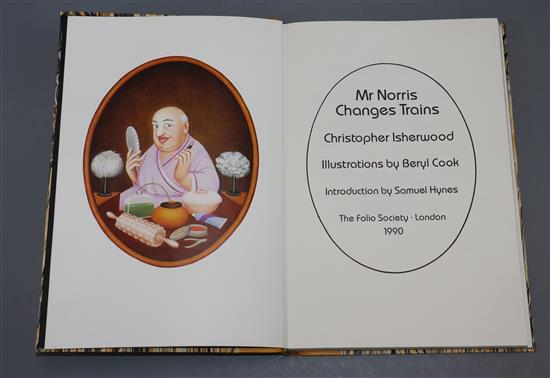 Mr Norris
Changes Trains
Christopher Isherwood
Illustrations by Beryl Cook
Introduction by Samuel Hynes
The Folio Society · London
1990